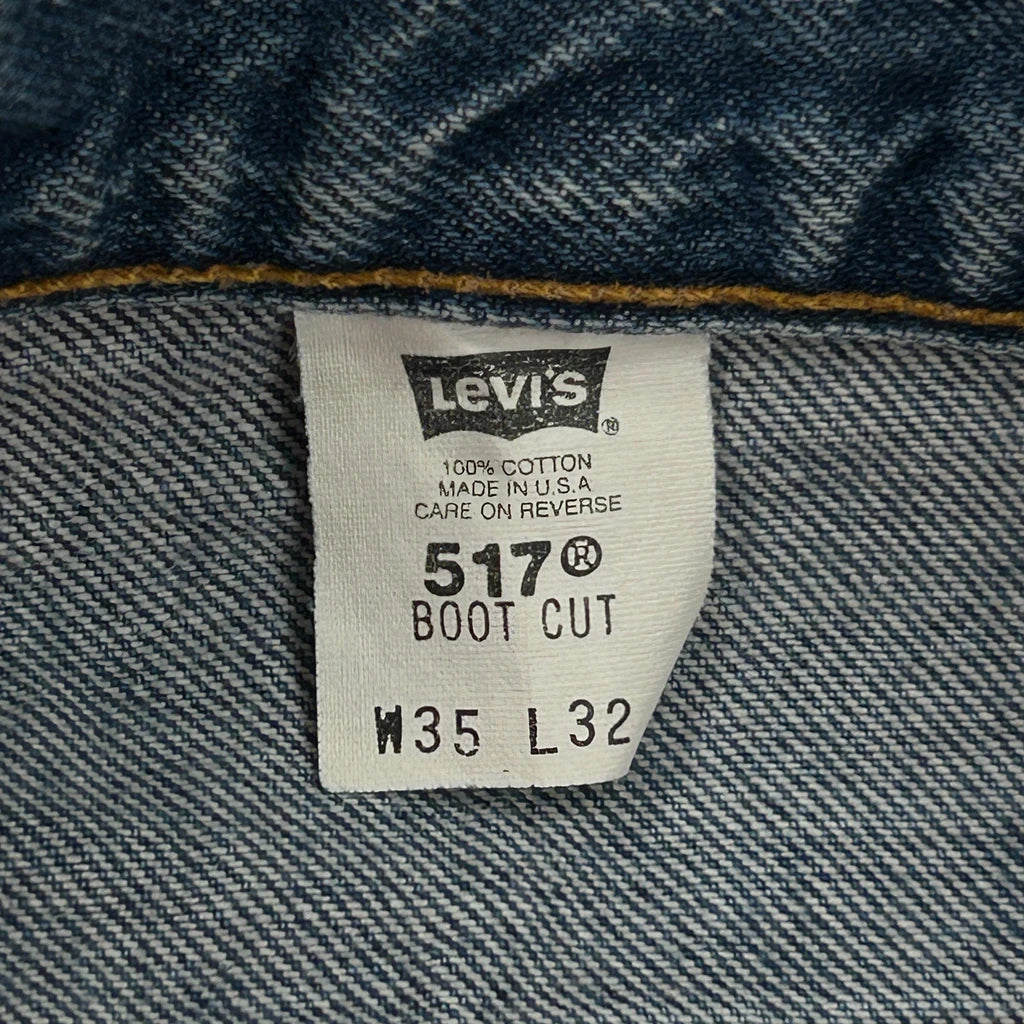 Levi's ®
100% COTTON
MADE IN U.S.A
CARE ON REVERSE
517®
BOOT CUT
W35 L32